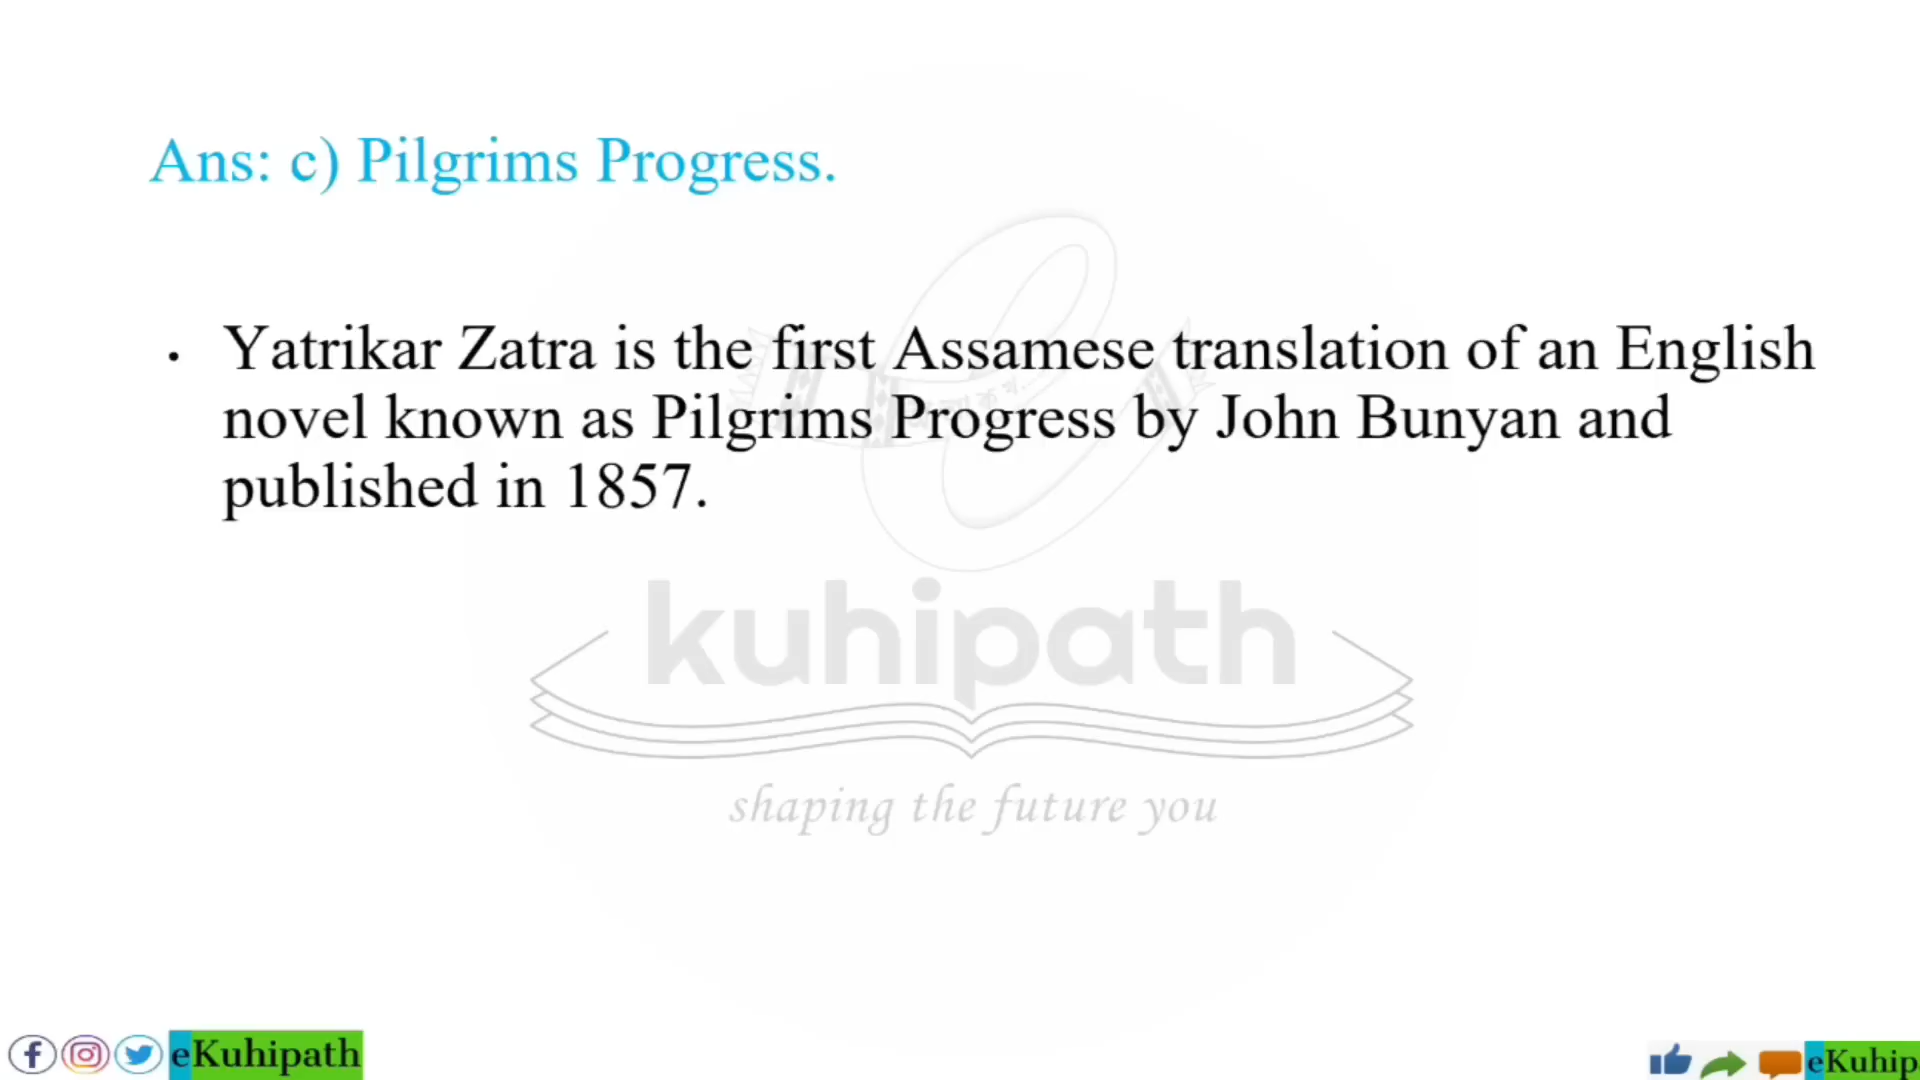 Ans: c) Pilgrims Progress.
• Yatrikar Zatra is the first Assamese translation of an English
novel known as Pilgrims Progress by John Bunyan and
published in 1857.
kuhipath
shaping the future you
eKuhipath
eKuhip